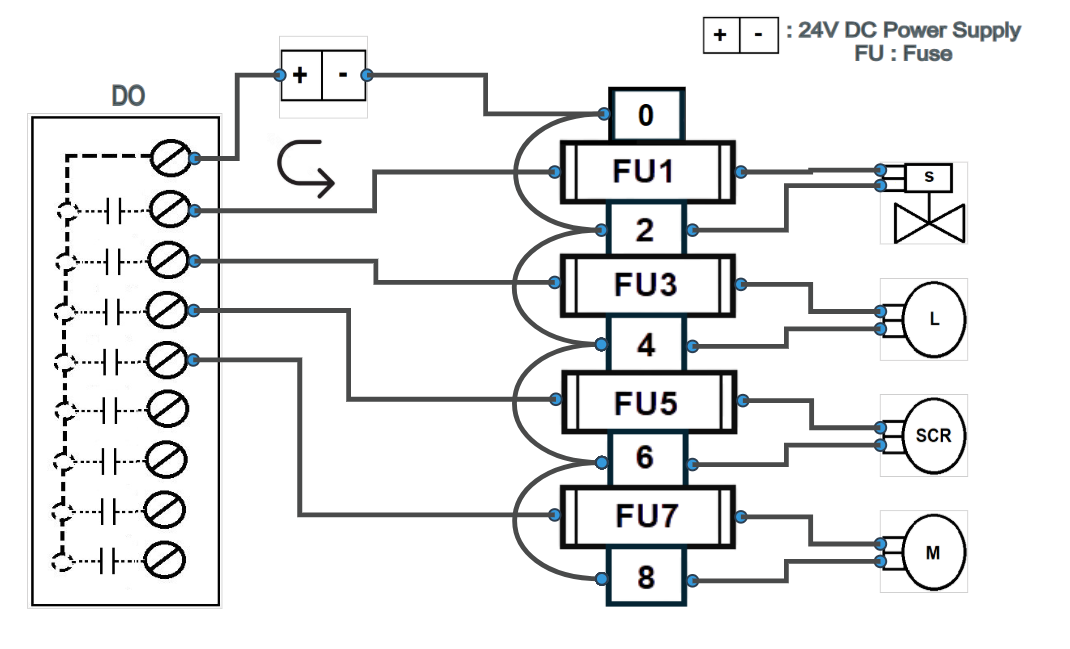 + - : 24V DC Power Supply
FU : Fuse
DO
+ -
0
FU1
S
2
FU3
L
4
FU5
SCR
6
FU7
M
8